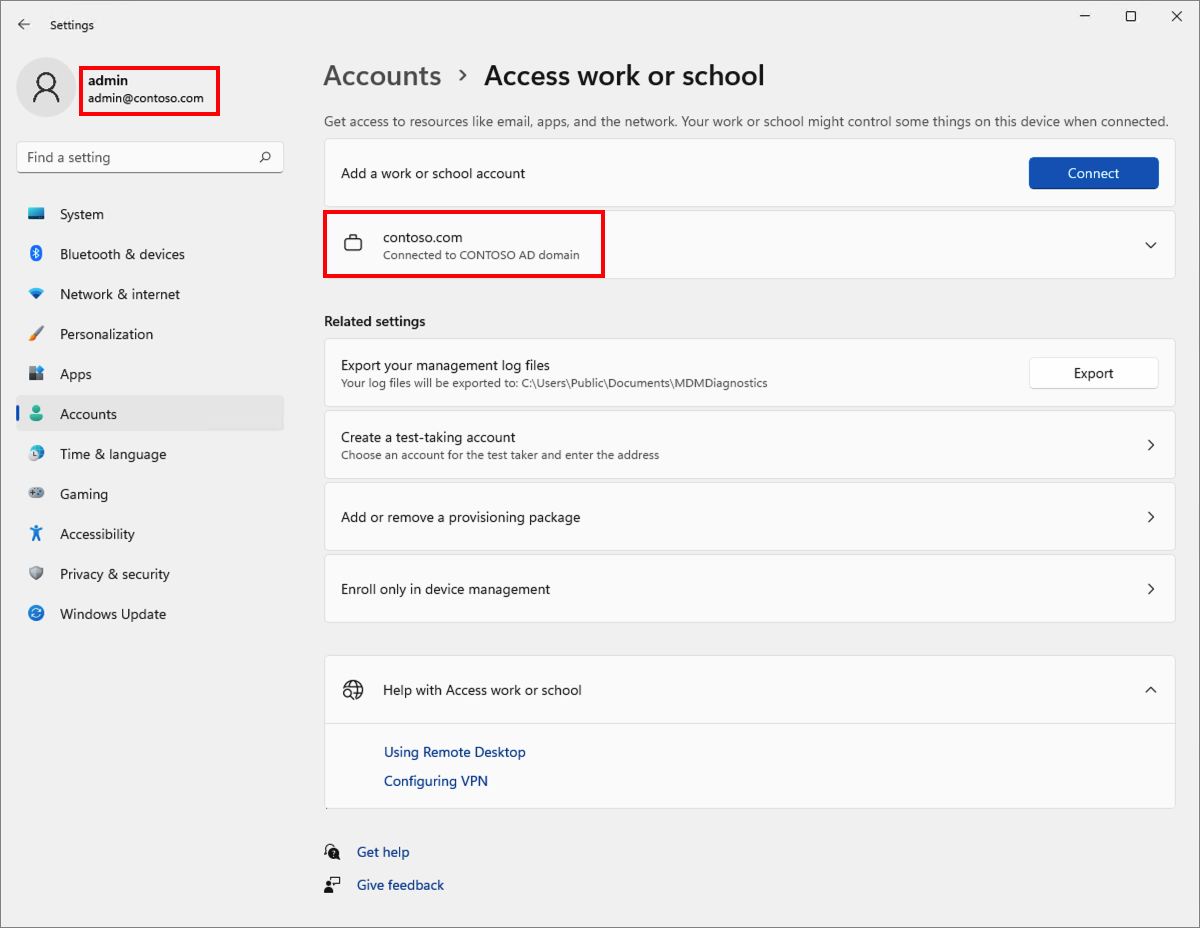 Settings
admin
admin@contoso.com
Find a setting
System
Bluetooth & devices
Network & internet
Personalization
Apps
Accounts
Time & language
Gaming
Accessibility
Privacy & security
Windows Update
Accounts > Access work or school
Get access to resources like email, apps, and the network. Your work or school might control some things on this device when connected.
Add a work or school account
Connect
contoso.com
Connected to CONTOSO AD domain
Related settings
Export your management log files
Your log files will be exported to: C:\Users\Public\Documents\MDMDiagnostics
Export
Create a test-taking account
Choose an account for the test taker and enter the address
Add or remove a provisioning package
Enroll only in device management
Help with Access work or school
Using Remote Desktop
Configuring VPN
Get help
Give feedback